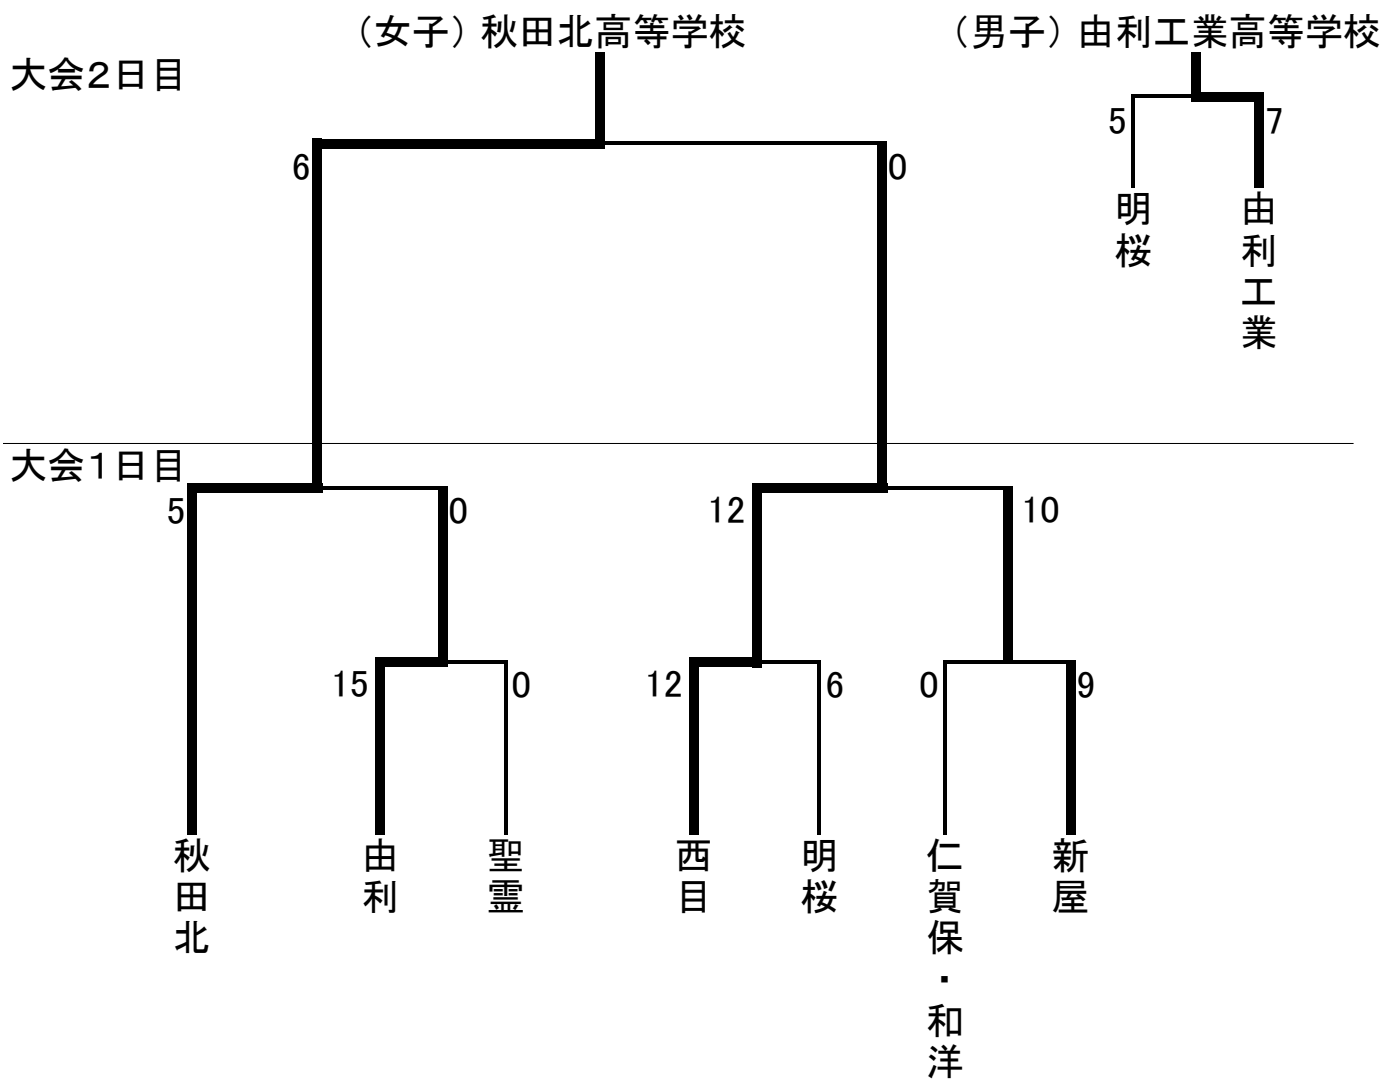 （女子）秋田北高等学校
（男子）由利工業高等学校
大会２日目
5
7
6
0
明桜
由利工業
大会１日目
5
0
12
10
15
0
12
6
0
9
秋田北
由利
聖霊
西目
明桜
仁賀保・和洋
新屋